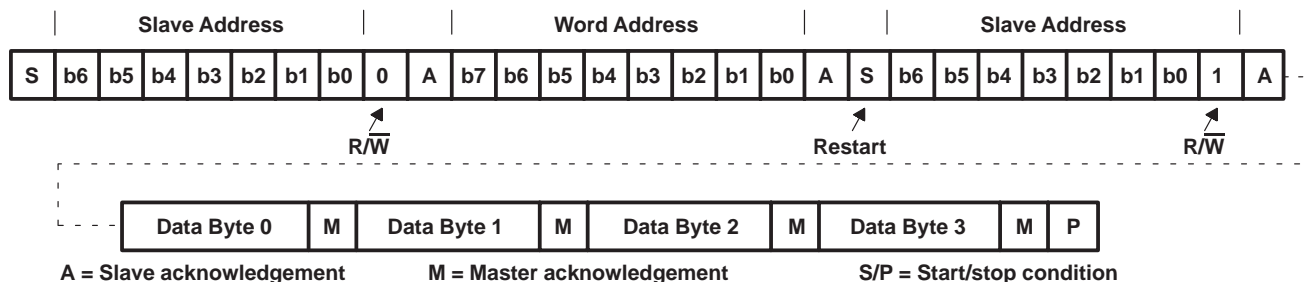 Slave Address Word Address Slave Address
S b6 b5 b4 b3 b2 b1 b0 0 A b7 b6 b5 b4 b3 b2 b1 b0 A S b6 b5 b4 b3 b2 b1 b0 1 A
R/W̅ Restart R/W̅
Data Byte 0 M Data Byte 1 M Data Byte 2 M Data Byte 3 M P
A = Slave acknowledgement M = Master acknowledgement S/P = Start/stop condition